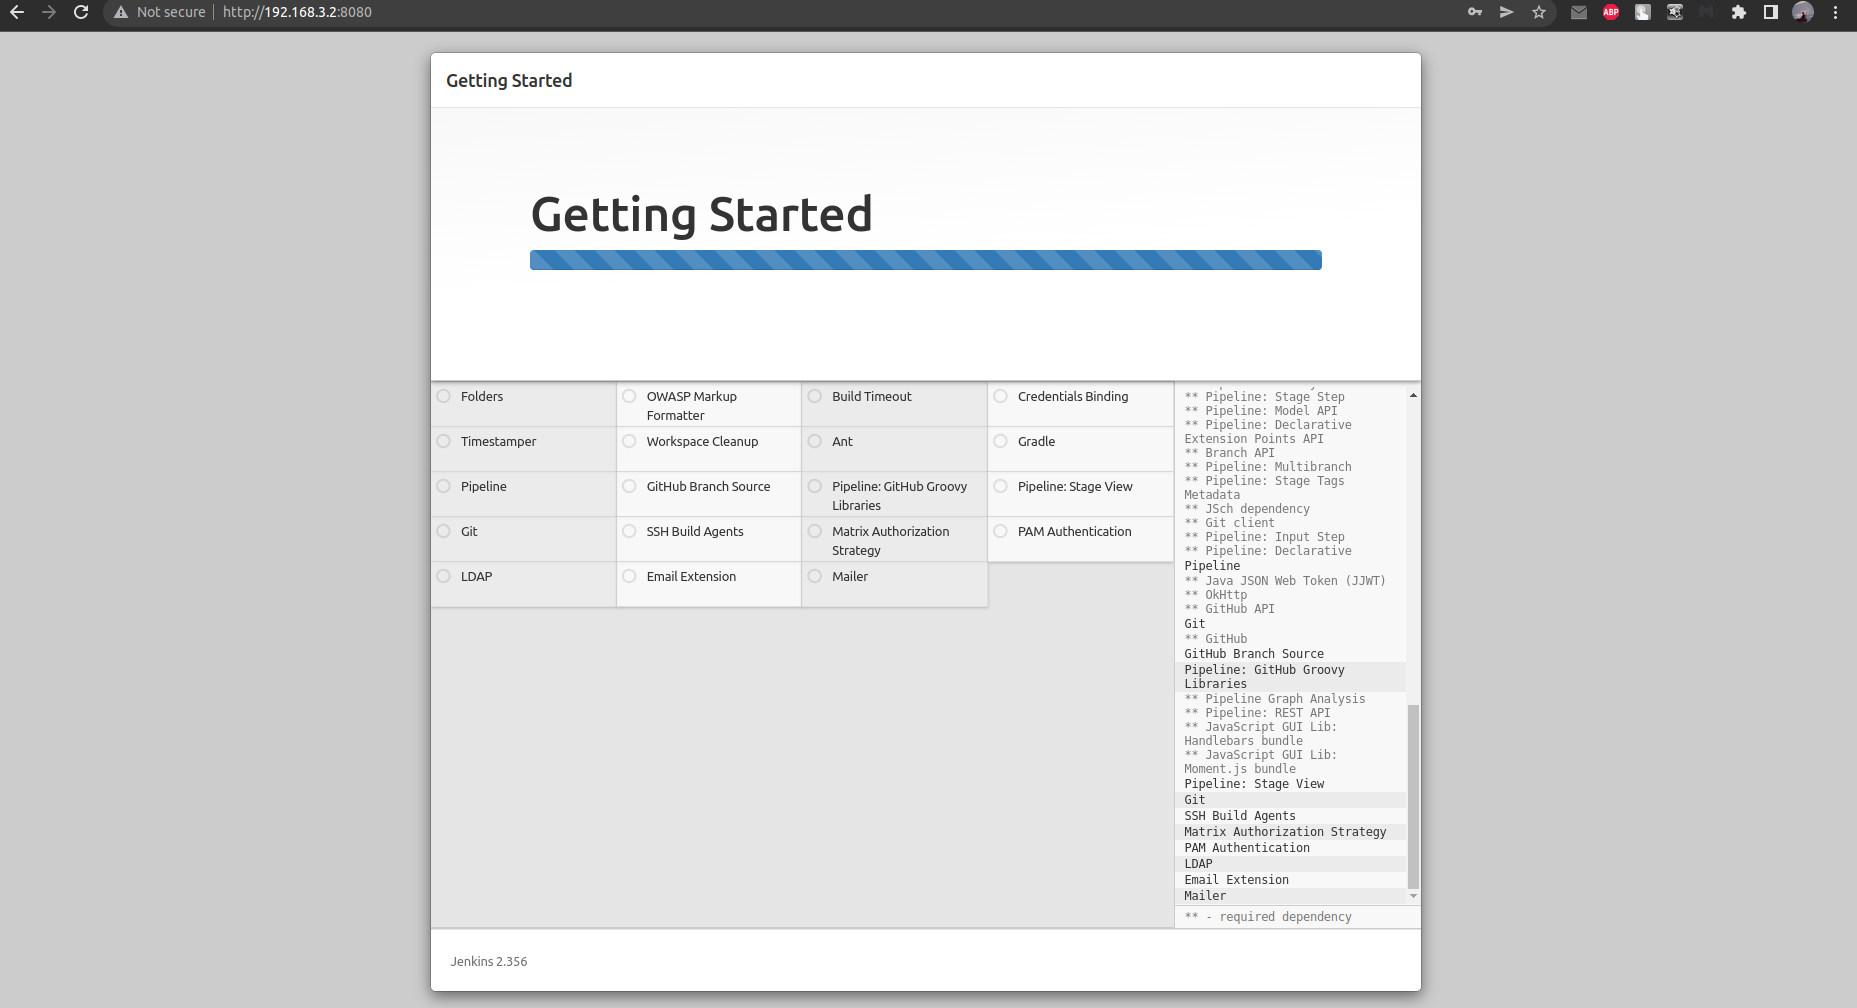 Not secure
http://192.168.3.2:8080
ABP
Getting Started
Getting Started
Folders
OWASP Markup
Formatter
Build Timeout
Credentials Binding
Timestamper
Workspace Cleanup
Ant
Gradle
Pipeline
GitHub Branch Source
Pipeline: GitHub Groovy
Libraries
Pipeline: Stage View
Git
SSH Build Agents
Matrix Authorization
Strategy
PAM Authentication
LDAP
Email Extension
Mailer
** Pipeline: Stage Step
** Pipeline: Model API
** Pipeline: Declarative
Extension Points API
** Branch API
** Pipeline: Multibranch
** Pipeline: Stage Tags
Metadata
** JSch dependency
** Git client
** Pipeline: Input Step
** Pipeline: Declarative
Pipeline
** Java JSON Web Token (JJWT)
** OkHttp
** GitHub API
Git
** GitHub
GitHub Branch Source
Pipeline: GitHub Groovy
Libraries
** Pipeline Graph Analysis
** Pipeline: REST API
** JavaScript GUI Lib:
Handlebars bundle
** JavaScript GUI Lib:
Moment.js bundle
Pipeline: Stage View
Git
SSH Build Agents
Matrix Authorization Strategy
PAM Authentication
LDAP
Email Extension
Mailer
** - required dependency
Jenkins 2.356